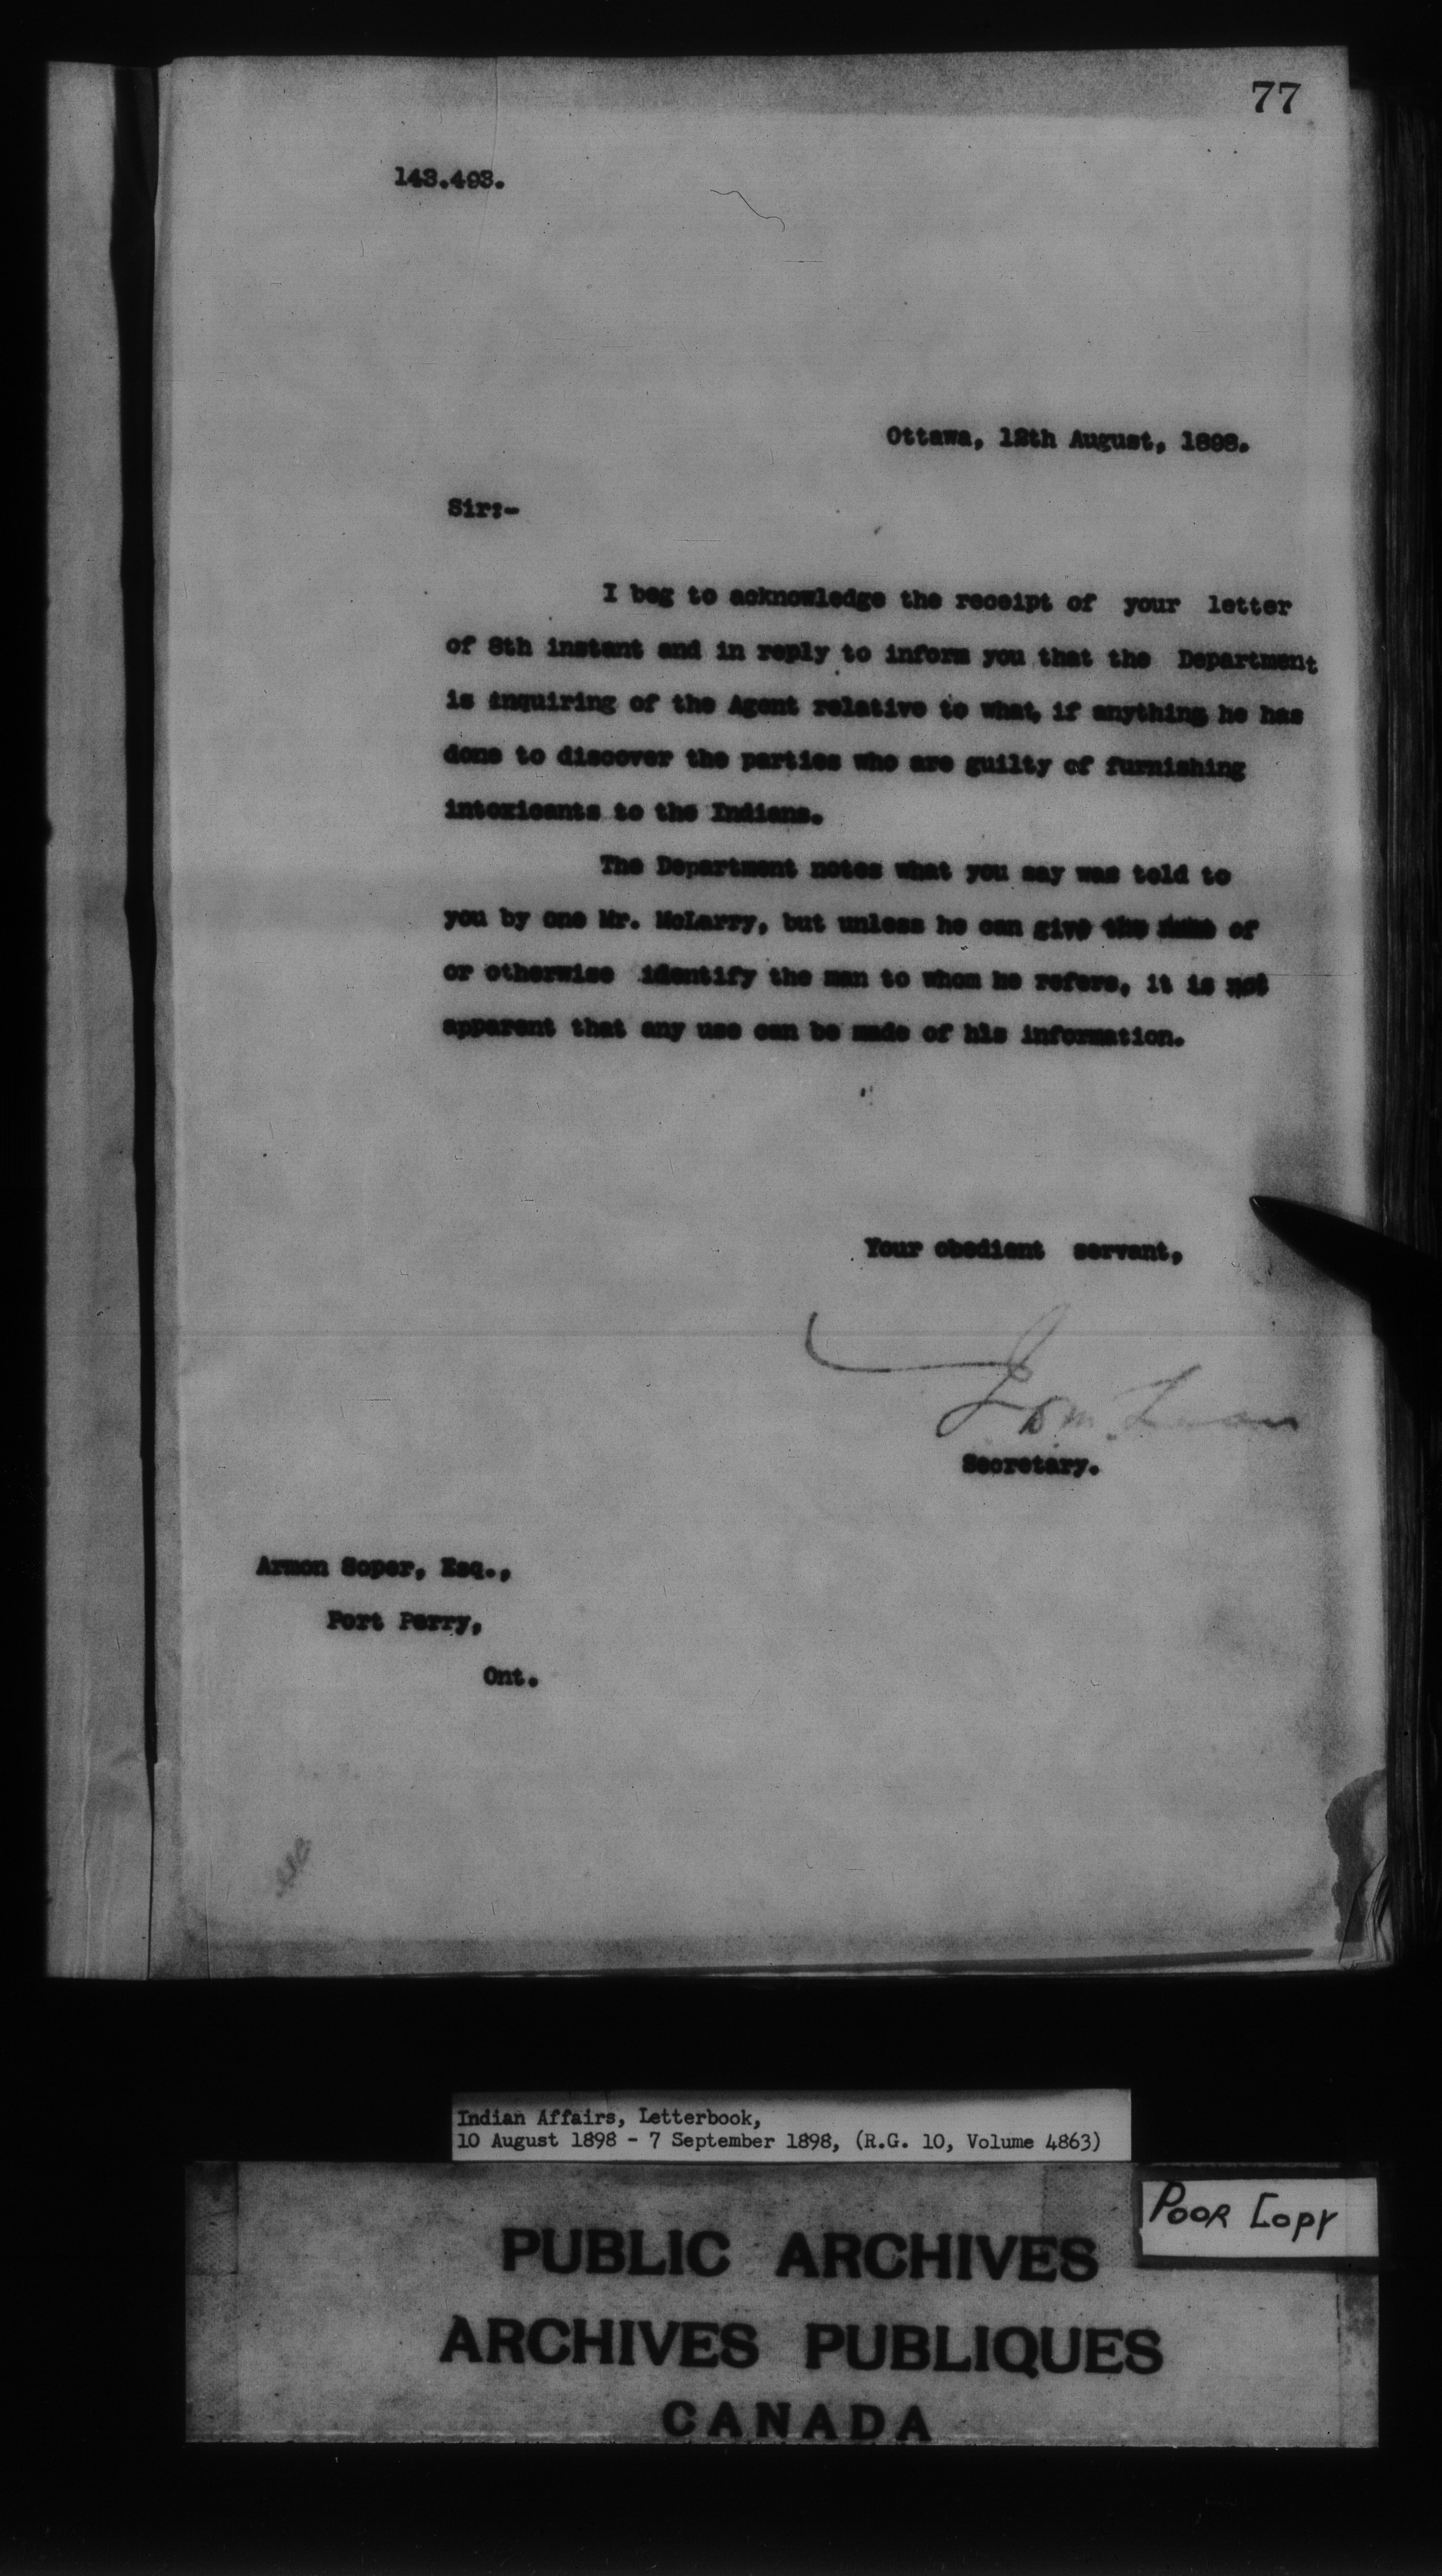 77
143.493.
Ottawa, 12th August, 1898.
Sir:-
I beg to acknowledge the receipt of your letter
of 8th instant and in reply to inform you that the Department
is inquiring of the Agent relative to what, if anything he has
done to discover the parties who are guilty of furnishing
intoxicants to the Indians.
The Department notes what you say was told to
you by one Mr. McLarry, but unless he can give the name of
or otherwise identify the man to whom he refers, it is not
apparent that any use can be made of his information.
Your obedient servant,
Secretary.
Armon Soper, Esq.,
Port Perry,
Ont.
Indian Affairs, Letterbook,
10 August 1898 - 7 September 1898, (R.G. 10, Volume 4863)
Poor Copy
PUBLIC ARCHIVES
ARCHIVES PUBLIQUES
CANADA